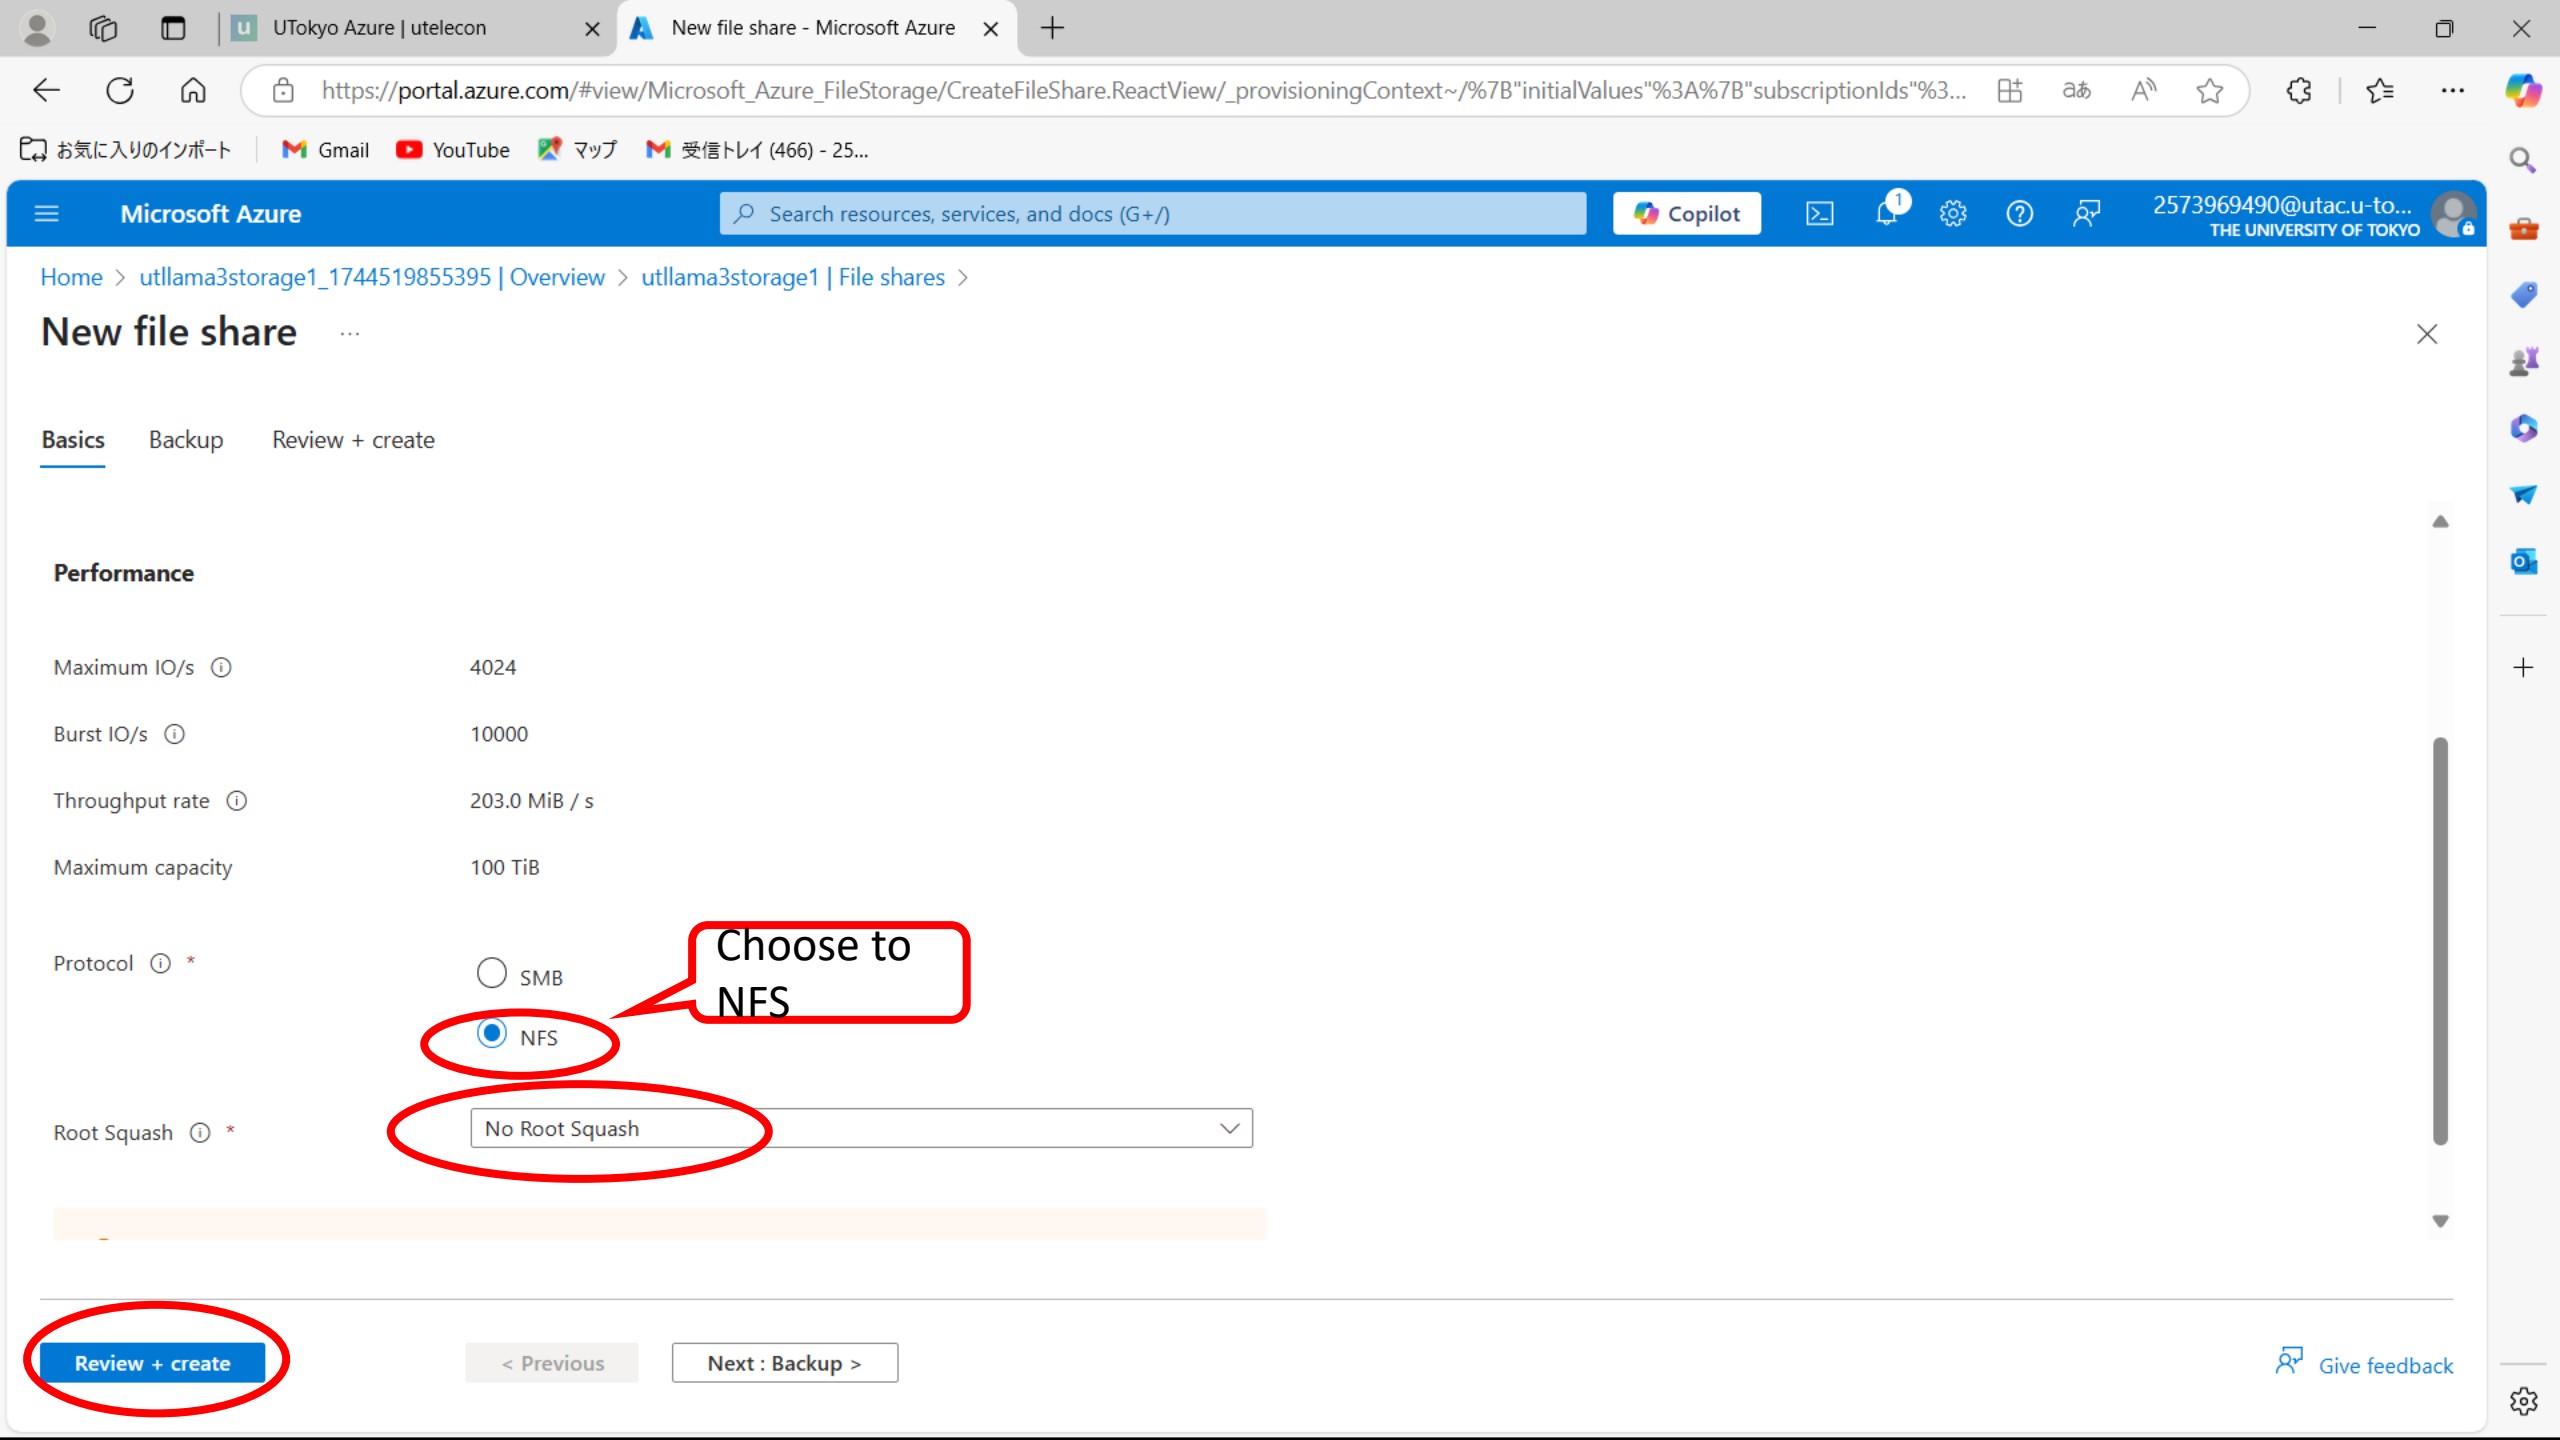 UTokyo Azure | utelecon
New file share - Microsoft Azure
https://portal.azure.com/#view/Microsoft_Azure_FileStorage/CreateFileShare.ReactView/_provisioningContext~/%7B"initialValues"%3A%7B"subscriptionIds"%3...
お気に入りのインポート
Gmail
YouTube
マップ
受信トレイ (466) - 25...
Microsoft Azure
Search resources, services, and docs (G+/)
Copilot
1
2573969490@utac.u-to...
THE UNIVERSITY OF TOKYO
Home > utllama3storage1_1744519855395 | Overview > utllama3storage1 | File shares >
New file share ...
Basics Backup Review + create
Performance
Maximum IO/s 4024
Burst IO/s 10000
Throughput rate 203.0 MiB / s
Maximum capacity 100 TiB
Choose to
NFS
Protocol *
SMB
NFS
Root Squash * No Root Squash
Review + create
< Previous
Next : Backup >
Give feedback